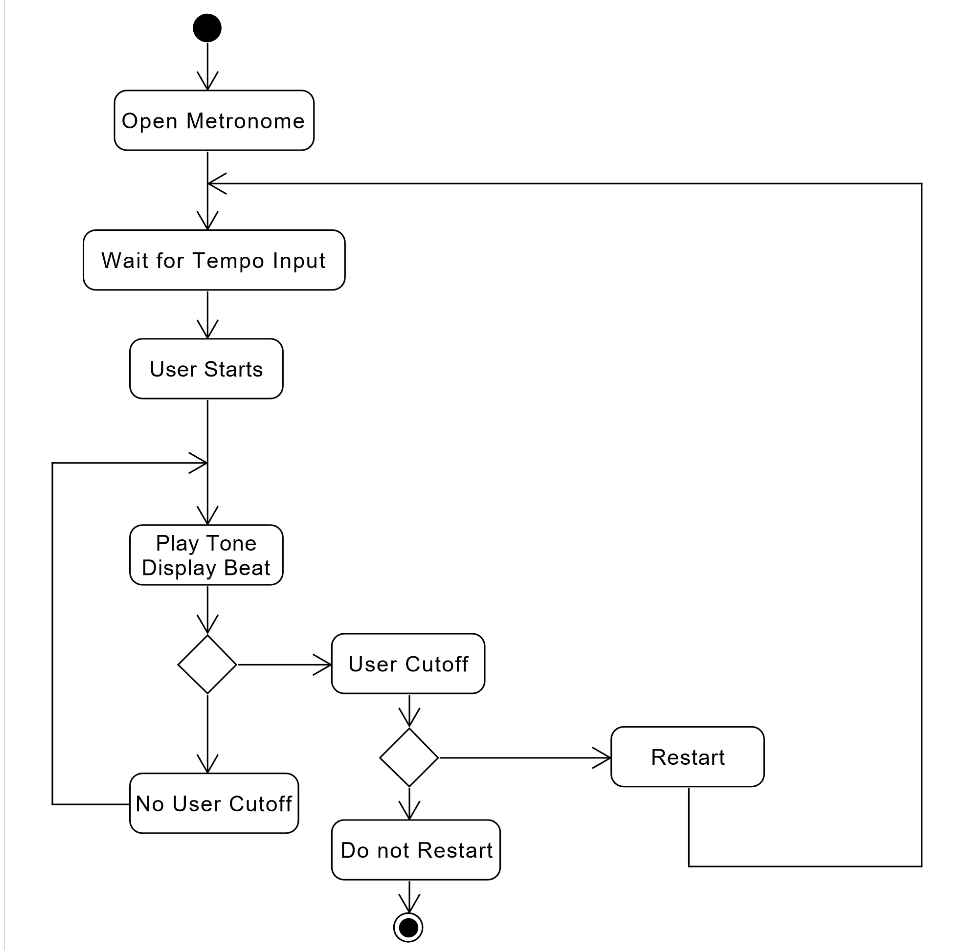 Open Metronome
Wait for Tempo Input
User Starts
Play Tone
Display Beat
User Cutoff
Restart
No User Cutoff
Do not Restart